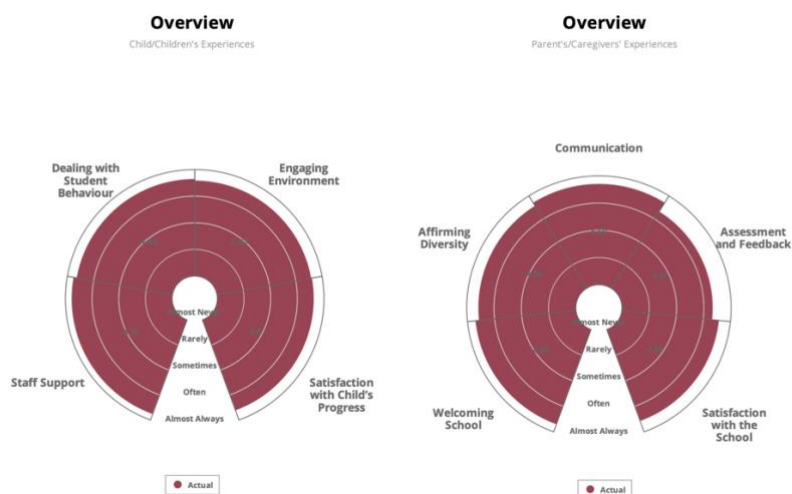 Overview
Child/Children's Experiences
Dealing with
Student
Behaviour
Engaging
Environment
Rarely
Sometimes
Often
Almost Always
Staff Support
Satisfaction
with Child's
Progress
Actual
Overview
Parent's/Caregivers' Experiences
Communication
Affirming
Diversity
Assessment
and Feedback
Rarely
Sometimes
Often
Almost Always
Welcoming
School
Satisfaction
with the
School
Actual